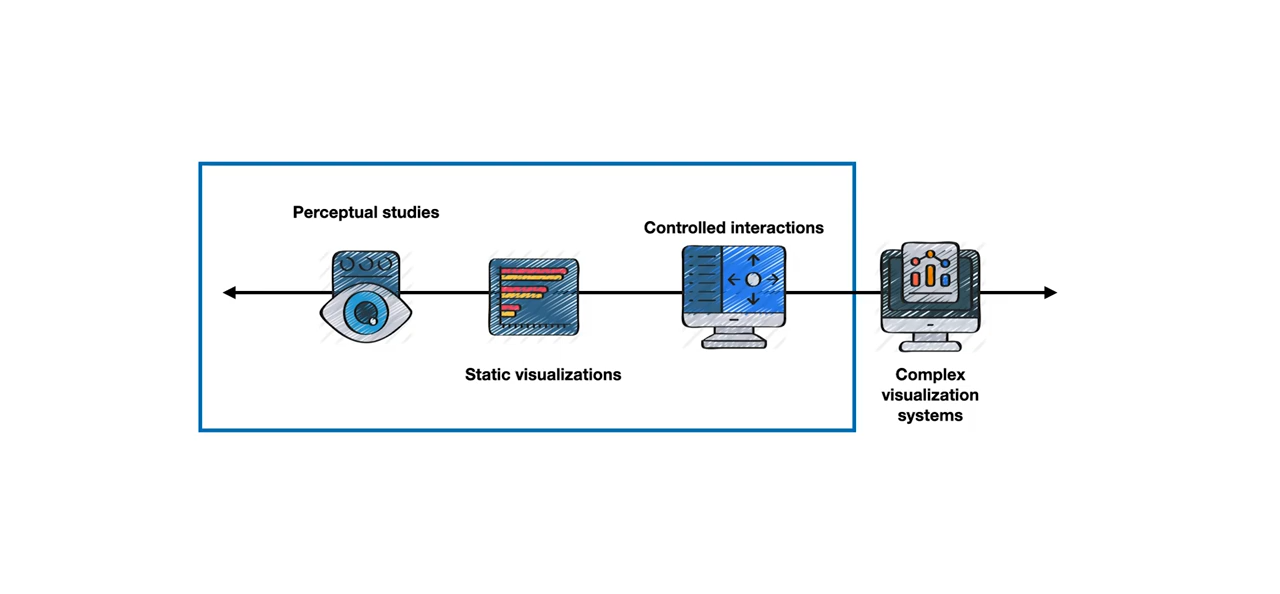 Perceptual studies
Static visualizations
Controlled interactions
Complex
visualization
systems